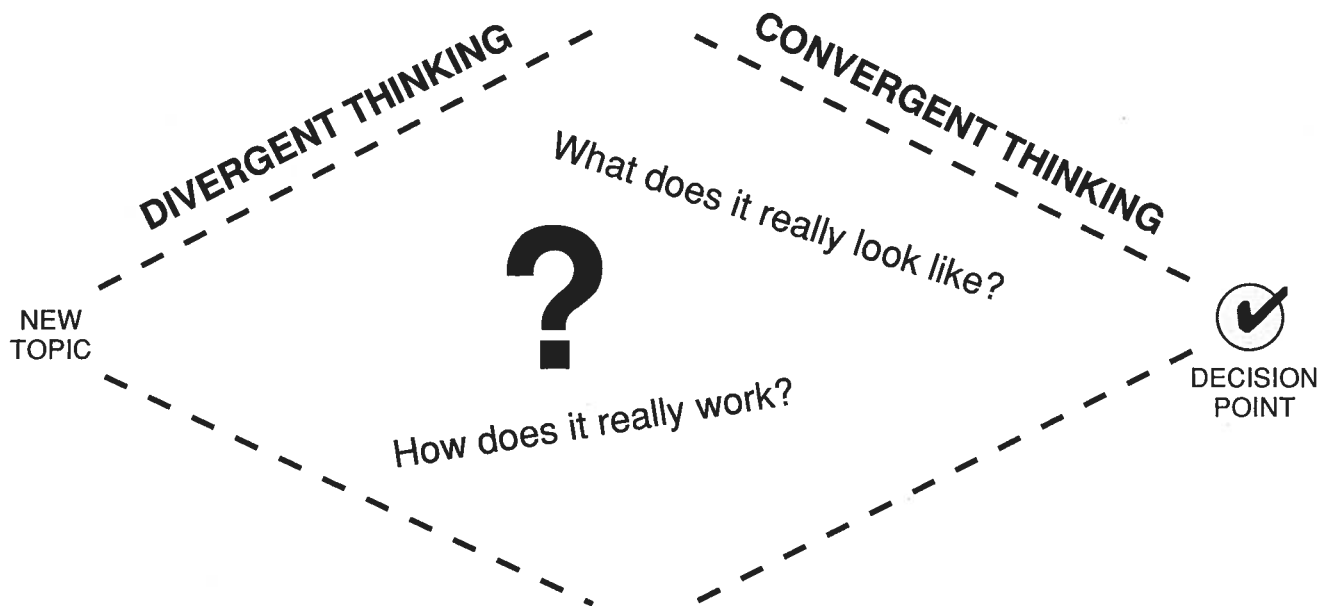 DIVERGENT THINKING
CONVERGENT THINKING
What does it really look like?
?
NEW
TOPIC
DECISION
POINT
How does it really work?